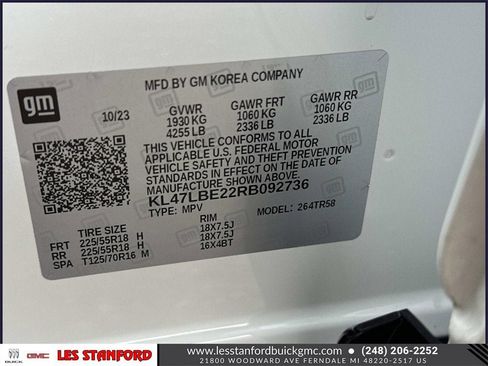 MFD BY GM KOREA COMPANY
gm
10/23 GVWR GAWR FRT GAWR RR
1930 KG 1060 KG 1060 KG
4255 LB 2336 LB 2336 LB
THIS VEHICLE CONFORMS TO ALL
APPLICABLE U.S. FEDERAL MOTOR
VEHICLE SAFETY AND THEFT PREVENTION
STANDARDS IN EFFECT ON THE DATE OF
MANUFACTURE SHOWN ABOVE.
KL47LBE22RB092736
TYPE: MPV MODEL: 264TR58
TIRE SIZE RIM
FRT 225/55R18 H 18X7.5J
RR 225/55R18 H 18X7.5J
SPA T125/70R16 M 16X4BT
BUICK GMC LES STANFORD
www.lesstanfordbuickgmc.com • (248) 206-2252
21800 WOODWARD AVE FERNDALE MI 48220-2517 US